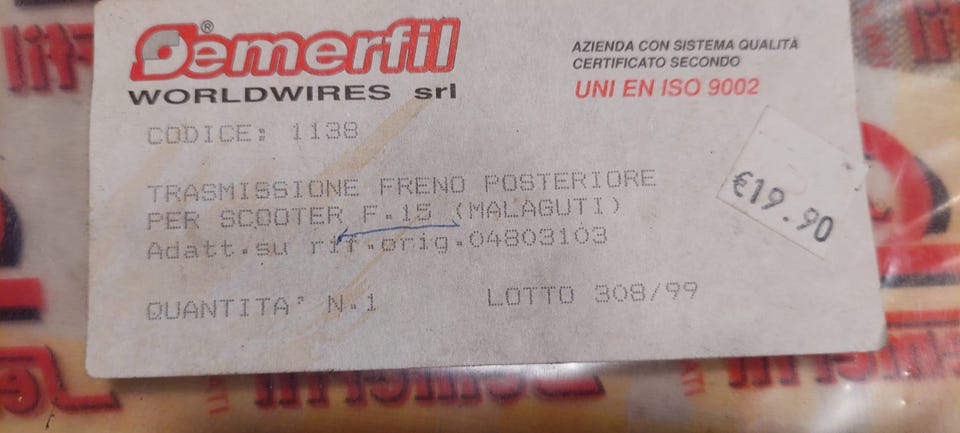 Gemerfil®
WORLDWIRES srl
AZIENDA CON SISTEMA QUALITÀ
CERTIFICATO SECONDO
UNI EN ISO 9002
CODICE: 1138
TRASMISSIONE FRENO POSTERIORE
PER SCOOTER F.15 (MALAGUTI)
Adatt.su rif.orig.04803103
QUANTITA' N.1
LOTTO 308/99
€19.90